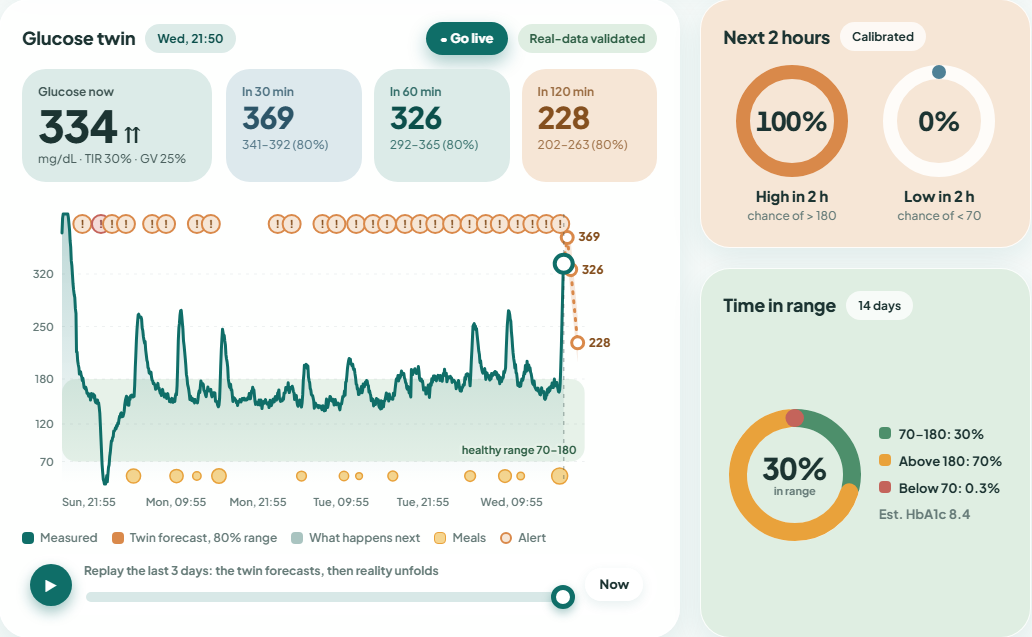 Glucose twin
Wed, 21:50
Go live
Real-data validated
Glucose now
334
mg/dL · TIR 30% · GV 25%
In 30 min
369
341–392 (80%)
In 60 min
326
292–365 (80%)
In 120 min
228
202–263 (80%)
! ! ! ! ! ! ! ! ! ! ! ! ! ! ! ! ! ! ! ! ! ! ! ! ! !
369
326
228
320
250
180
120
70
healthy range 70–180
Sun, 21:55
Mon, 09:55
Mon, 21:55
Tue, 09:55
Tue, 21:55
Wed, 09:55
Measured
Twin forecast, 80% range
What happens next
Meals
Alert
Replay the last 3 days: the twin forecasts, then reality unfolds
Now
Next 2 hours
Calibrated
100%
High in 2 h
chance of > 180
0%
Low in 2 h
chance of < 70
Time in range
14 days
30%
in range
70–180: 30%
Above 180: 70%
Below 70: 0.3%
Est. HbA1c 8.4